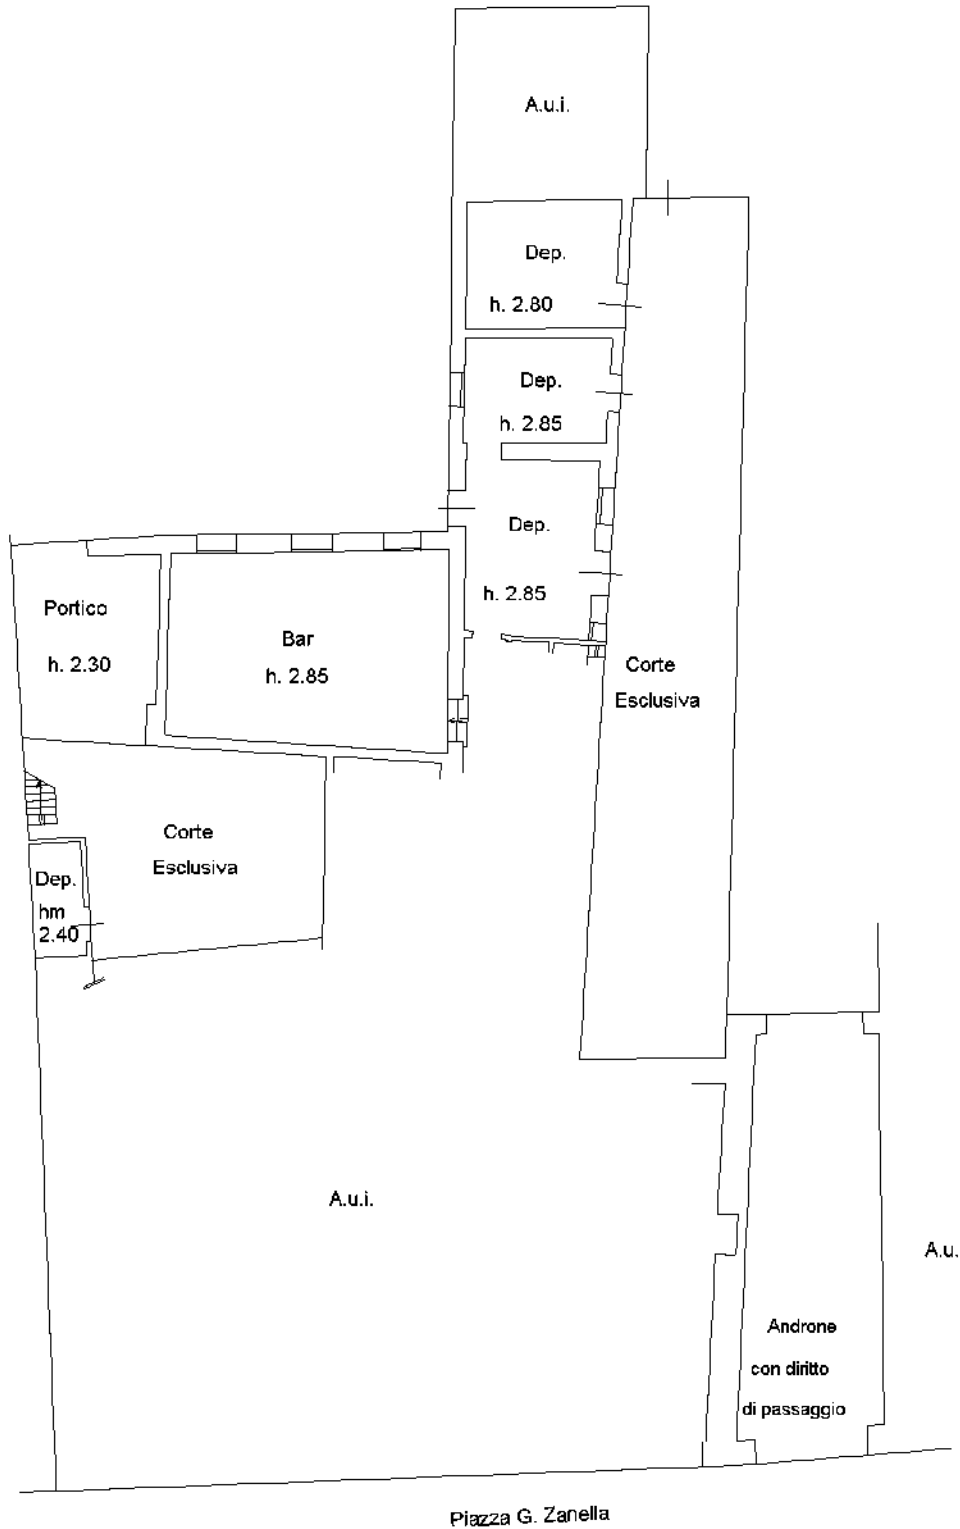 A.u.i.
Dep.
h. 2.80
Dep.
h. 2.85
Dep.
h. 2.85
Portico
h. 2.30
Bar
h. 2.85
Corte
Esclusiva
Corte
Esclusiva
Dep.
hm
2.40
A.u.i.
A.u.
Androne
con diritto
di passaggio
Piazza G. Zanella